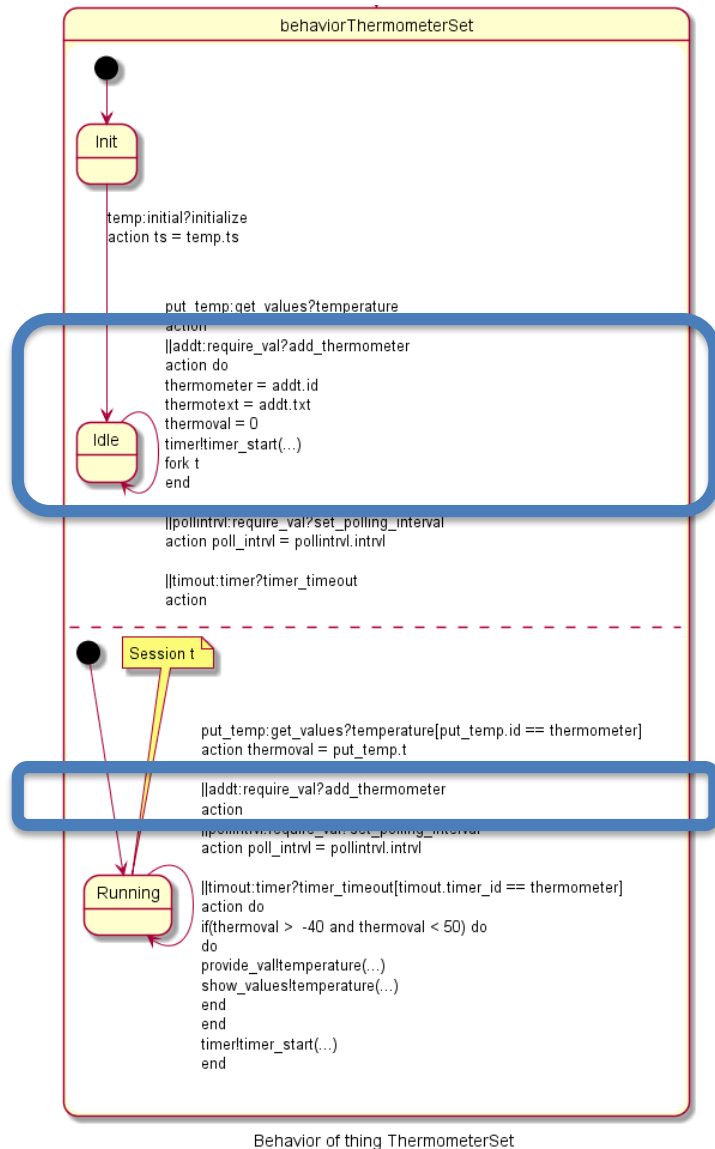 behaviorThermometerSet
Init
temp:initial?initialize
action ts = temp.ts
put_temp:get_values?temperature
action
||addt:require_val?add_thermometer
action do
thermometer = addt.id
thermotext = addt.txt
thermoval = 0
Idle
timer!timer_start(...)
fork t
end
||pollintrvl:require_val?set_polling_interval
action poll_intrvl = pollintrvl.intrvl
||timout:timer?timer_timeout
action
Session t
put_temp:get_values?temperature[put_temp.id == thermometer]
action thermoval = put_temp.t
||addt:require_val?add_thermometer
action
||pollintrvl:require_val?set_polling_interval
action poll_intrvl = pollintrvl.intrvl
Running
||timout:timer?timer_timeout[timout.timer_id == thermometer]
action do
if(thermoval > -40 and thermoval < 50) do
do
provide_val!temperature(...)
show_values!temperature(...)
end
end
timer!timer_start(...)
end
Behavior of thing ThermometerSet